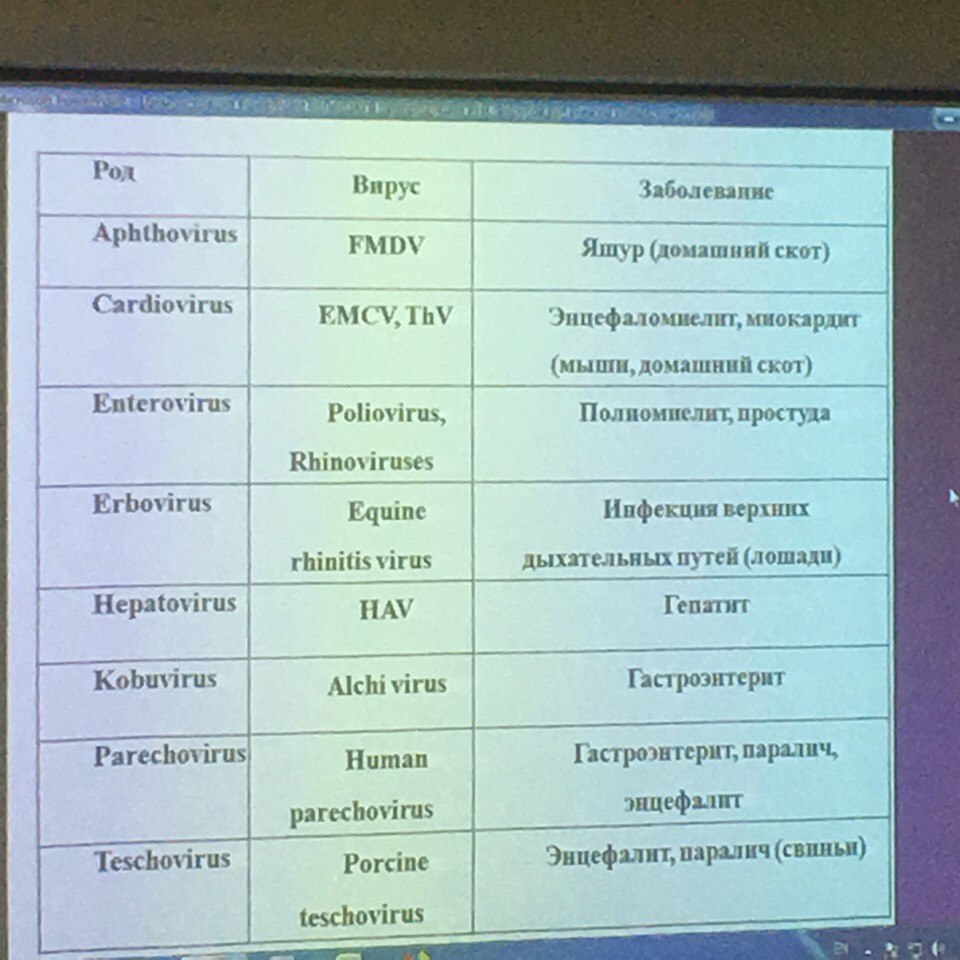 Род Вирус Заболевание
Aphthovirus FMDV Ящур (домашний скот)
Cardiovirus EMCV, ThV Энцефаломиелит, миокардит
(мыши, домашний скот)
Enterovirus Poliovirus, Полиомиелит, простуда
Rhinoviruses
Erbovirus Equine Инфекция верхних
rhinitis virus дыхательных путей (лошади)
Hepatovirus HAV Гепатит
Kobuvirus Alchi virus Гастроэнтерит
Parechovirus Human Гастроэнтерит, паралич,
parechovirus энцефалит
Teschovirus Porcine Энцефалит, паралич (свиньи)
teschovirus
EN